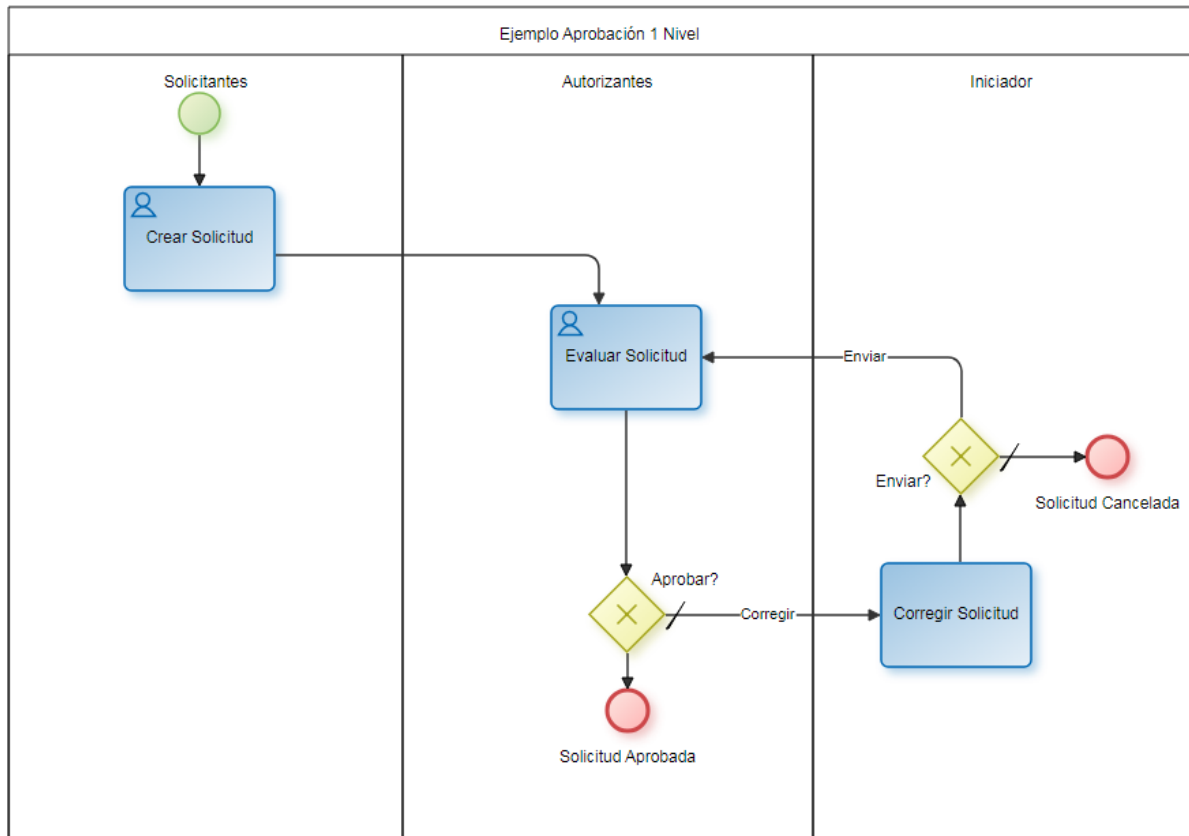 Ejemplo Aprobación 1 Nivel
Solicitantes
Autorizantes
Iniciador
Crear Solicitud
Evaluar Solicitud
Enviar
Enviar?
Solicitud Cancelada
Aprobar?
Corregir
Corregir Solicitud
Solicitud Aprobada